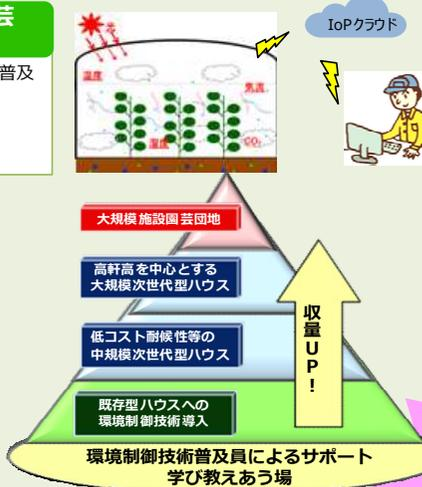 芸
普及
IoPクラウド
光
温度
気流
湿度
CO₂
大規模施設園芸団地
高軒高を中心とする
大規模次世代型ハウス
低コスト耐候性等の
中規模次世代型ハウス
既存型ハウスへの
環境制御技術導入
収量UP!
環境制御技術普及員によるサポート
学び教えあう場